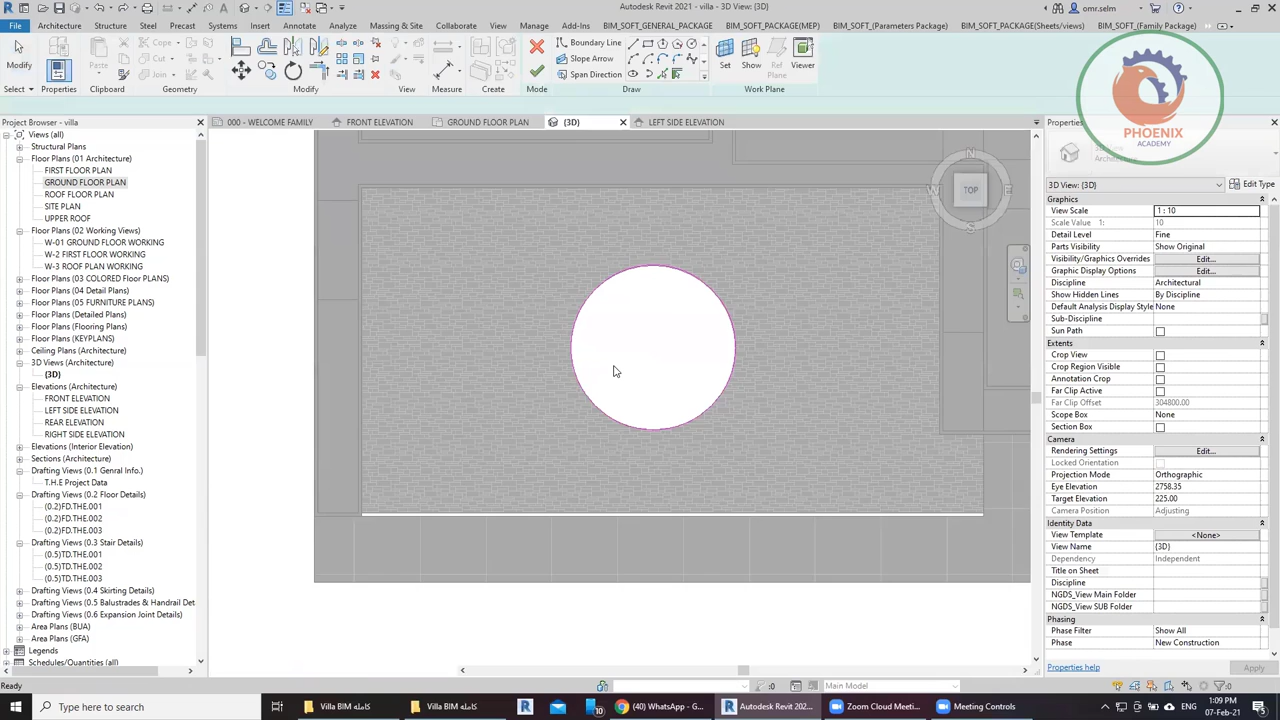 Autodesk Revit 2021 - villa - 3D View: {3D}
omr.selm
File Architecture Structure Steel Precast Systems Insert Annotate Analyze Massing & Site Collaborate View Manage Add-Ins BIM_SOFT_GENERAL_PACKAGE BIM_SOFT_PACKAGE(MEP) BIM_SOFT_(Parameters Package) BIM_SOFT_PACKAGE(Sheets/views) BIM_SOFT_(Family Package)
Modify Paste Cope Cut Join Boundary Line Slope Arrow Span Direction Set Show Ref Plane Viewer
Select Properties Clipboard Geometry Modify View Measure Create Mode Draw Work Plane
PHOENIX
ACADEMY
Project Browser - villa
000 - WELCOME FAMILY FRONT ELEVATION GROUND FLOOR PLAN {3D} LEFT SIDE ELEVATION
Views (all)
Structural Plans
Floor Plans (01 Architecture)
FIRST FLOOR PLAN
GROUND FLOOR PLAN
ROOF FLOOR PLAN
SITE PLAN
UPPER ROOF
Floor Plans (02 Working Views)
W-01 GROUND FLOOR WORKING
W-2 FIRST FLOOR WORKING
W-3 ROOF PLAN WORKING
Floor Plans (03 COLORED Floor PLANS)
Floor Plans (04 Detail Plans)
Floor Plans (05 FURNITURE PLANS)
Floor Plans (Detailed Plans)
Floor Plans (Flooring Plans)
Floor Plans (KEYPLANS)
Ceiling Plans (Architecture)
3D Views (Architecture)
{3D}
Elevations (Architecture)
FRONT ELEVATION
LEFT SIDE ELEVATION
REAR ELEVATION
RIGHT SIDE ELEVATION
Elevations (Interior Elevation)
Sections (Architecture)
Drafting Views (0.1 Genral Info.)
T.H.E Project Data
Drafting Views (0.2 Floor Details)
(0.2)FD.THE.001
(0.2)FD.THE.002
(0.2)FD.THE.003
Drafting Views (0.3 Stair Details)
(0.5)TD.THE.001
(0.5)TD.THE.002
(0.5)TD.THE.003
Drafting Views (0.4 Skirting Details)
Drafting Views (0.5 Balustrades & Handrail Det
Drafting Views (0.6 Expansion Joint Details)
Area Plans (BUA)
Area Plans (GFA)
Legends
Schedules/Quantities (all)
N
W
TOP
S
Properties
3D View
3D View: {3D} Edit Type
Graphics
View Scale 1 : 10
Scale Value 1: 10
Detail Level Fine
Parts Visibility Show Original
Visibility/Graphics Overrides Edit...
Graphic Display Options Edit...
Discipline Architectural
Show Hidden Lines By Discipline
Default Analysis Display Style None
Sub-Discipline
Sun Path
Extents
Crop View
Crop Region Visible
Annotation Crop
Far Clip Active
Far Clip Offset 304800.00
Scope Box None
Section Box
Camera
Rendering Settings Edit...
Locked Orientation
Projection Mode Orthographic
Eye Elevation 2758.35
Target Elevation 225.00
Camera Position Adjusting
Identity Data
View Template <None>
View Name {3D}
Dependency Independent
Title on Sheet
Discipline
NGDS_View Main Folder
NGDS_View SUB Folder
Phasing
Phase Filter Show All
Phase New Construction
Properties help Apply
Ready :0 Main Model :0
Type here to search Villa BIM كاملة Villa BIM كاملة 10 (40) WhatsApp - G... Autodesk Revit 202... Zoom Cloud Meeti... Meeting Controls
1:09 PM
07-Feb-21